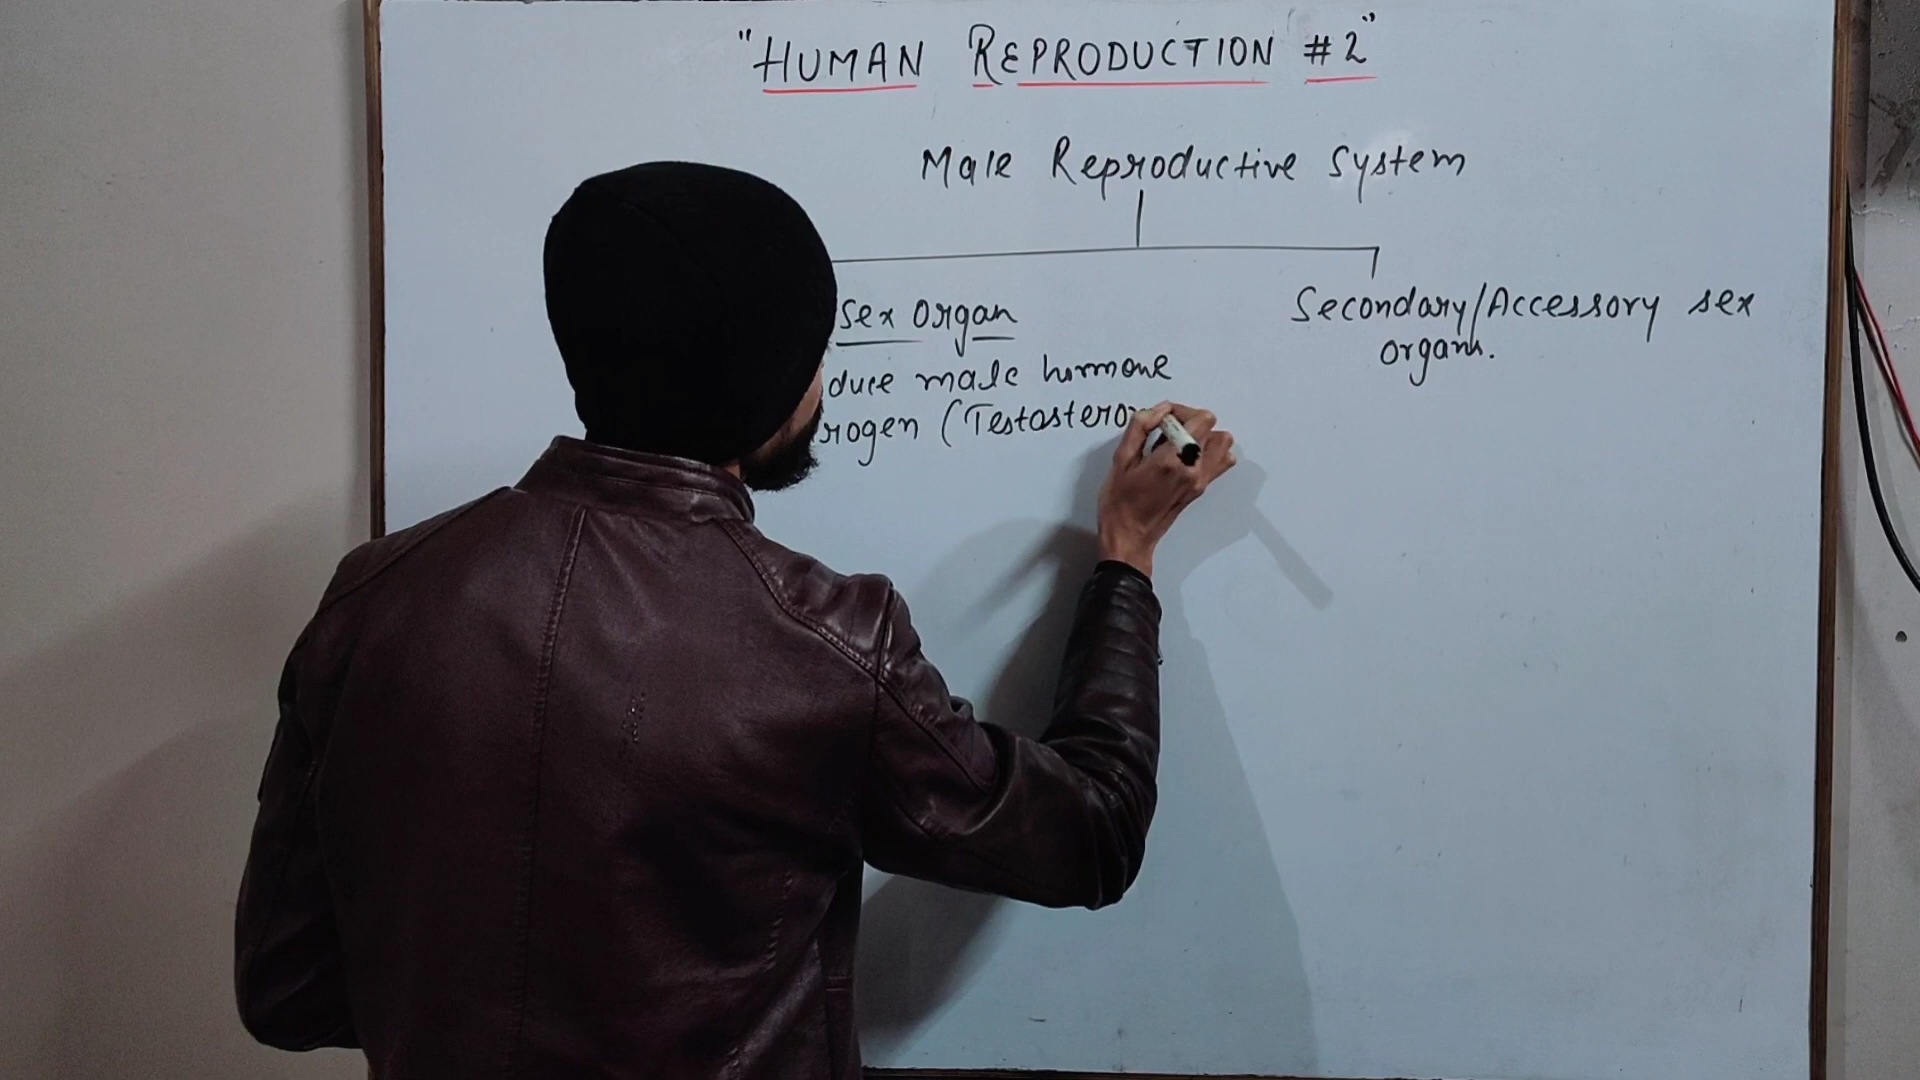 "HUMAN REPRODUCTION #2"
Male Reproductive System
Sex Organ
Secondary/Accessory sex
organs.
duce male hormone
rogen (Testostero